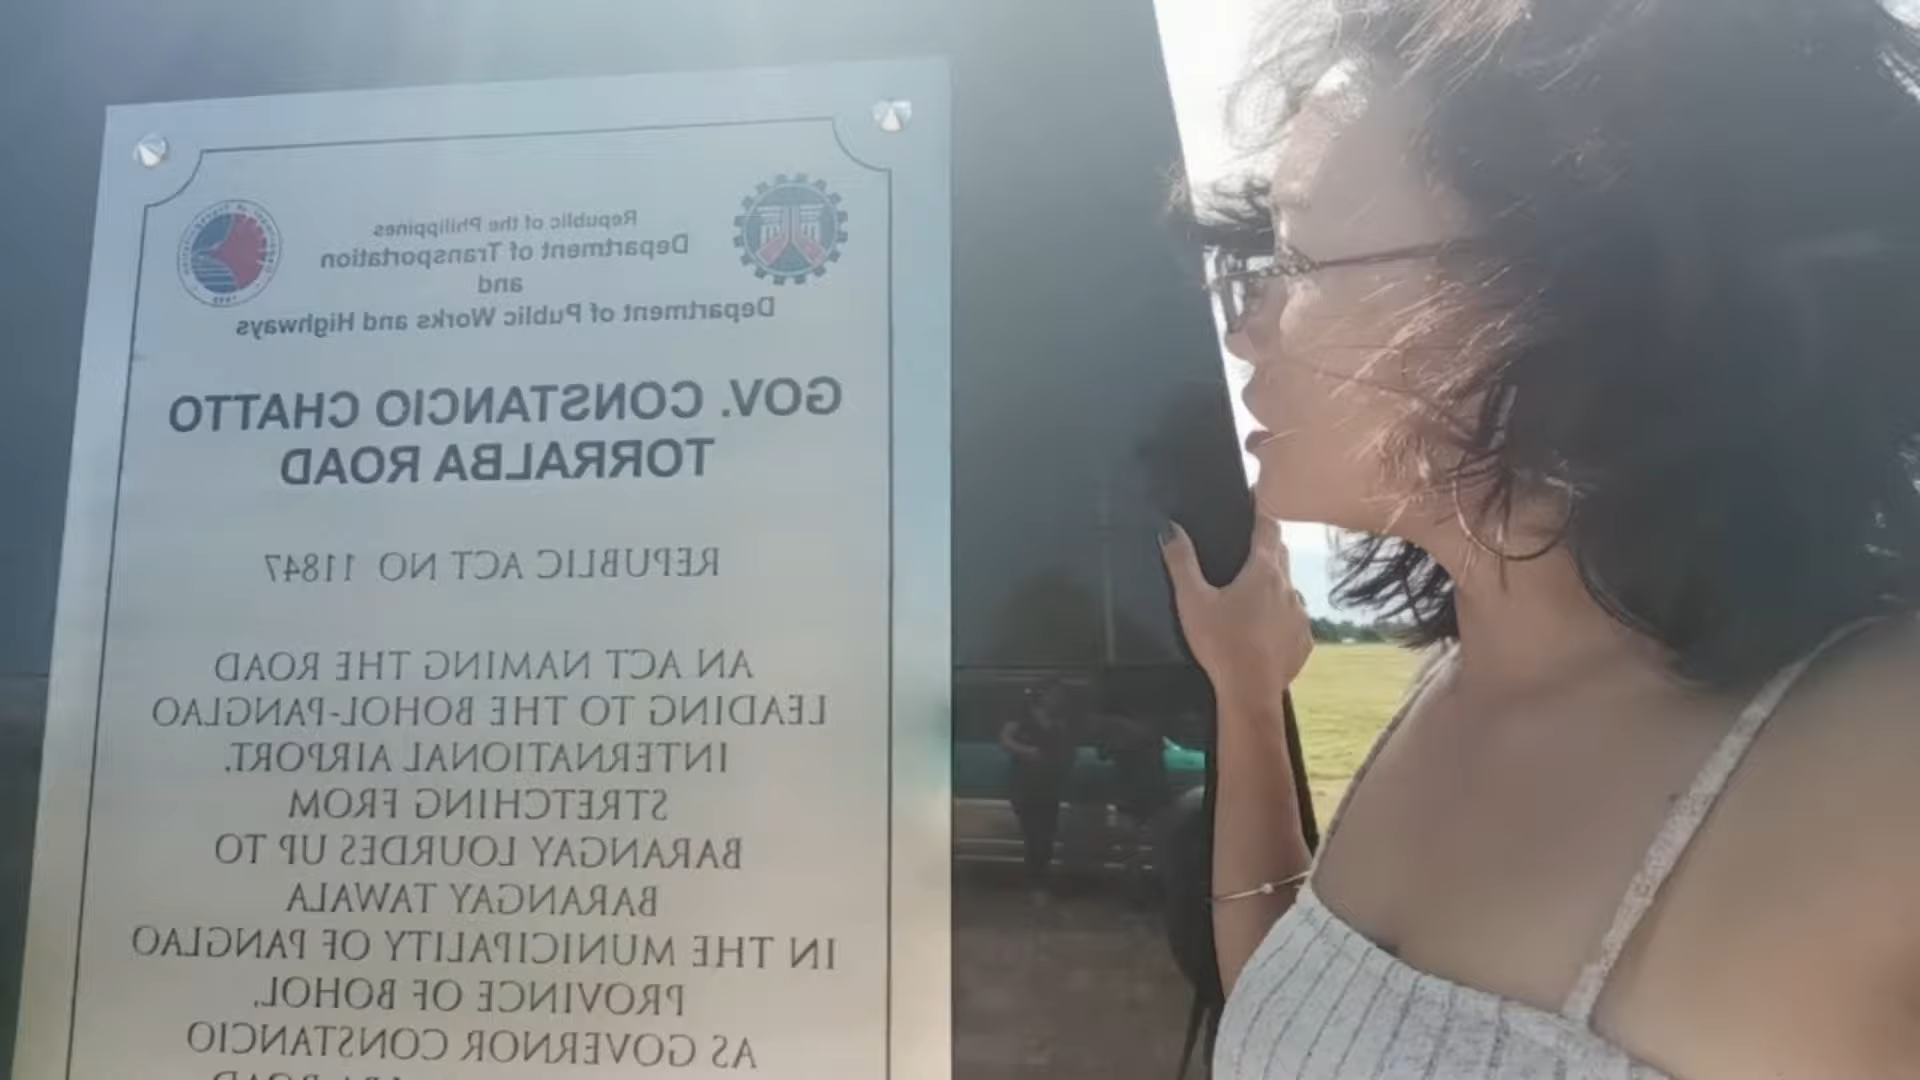 Republic of the Philippines
Department of Transportation
and
Department of Public Works and Highways
GOV. CONSTANCIO CHATTO
TORRALBA ROAD
REPUBLIC ACT NO 11847
AN ACT NAMING THE ROAD
LEADING TO THE BOHOL-PANGLAO
INTERNATIONAL AIRPORT.
STRETCHING FROM
BARANGAY LOURDES UP TO
BARANGAY TAWALA
IN THE MUNICIPALITY OF PANGLAO
PROVINCE OF BOHOL,
AS GOVERNOR CONSTANCIO
ROAD